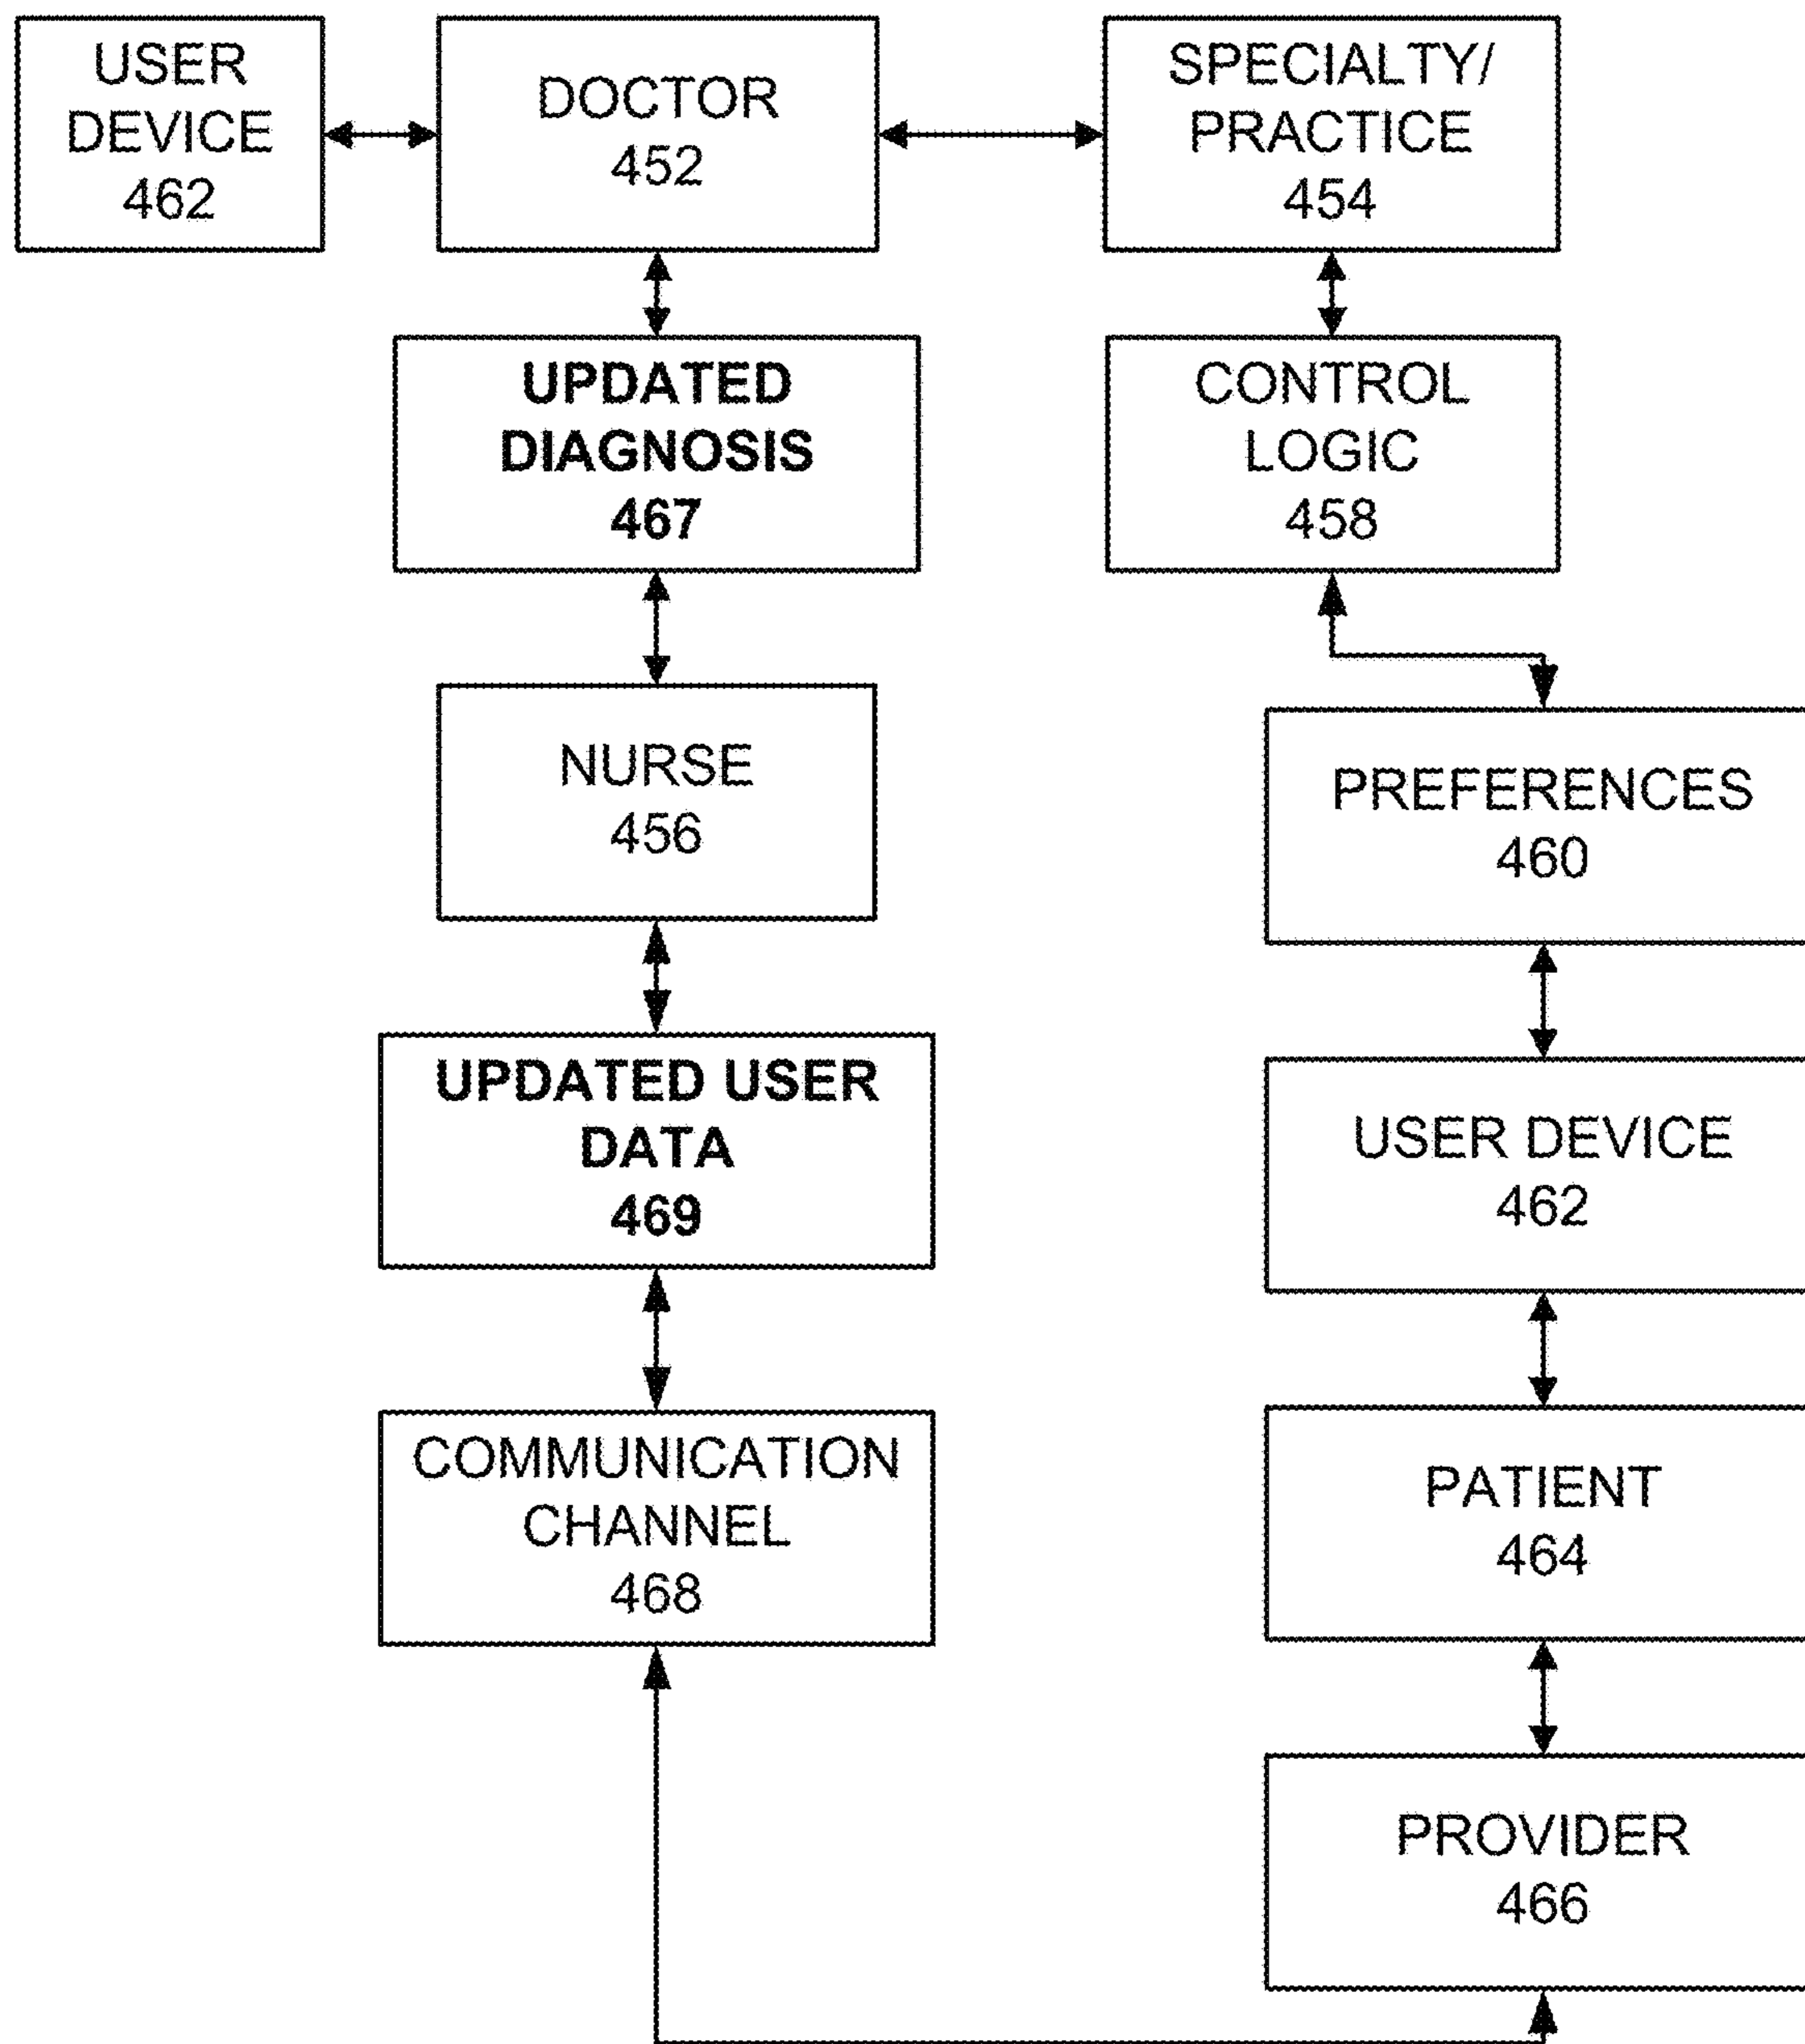 USER
DEVICE
462
DOCTOR
452
SPECIALTY/
PRACTICE
454
UPDATED
DIAGNOSIS
467
CONTROL
LOGIC
458
NURSE
456
PREFERENCES
460
UPDATED USER
DATA
469
USER DEVICE
462
COMMUNICATION
CHANNEL
468
PATIENT
464
PROVIDER
466